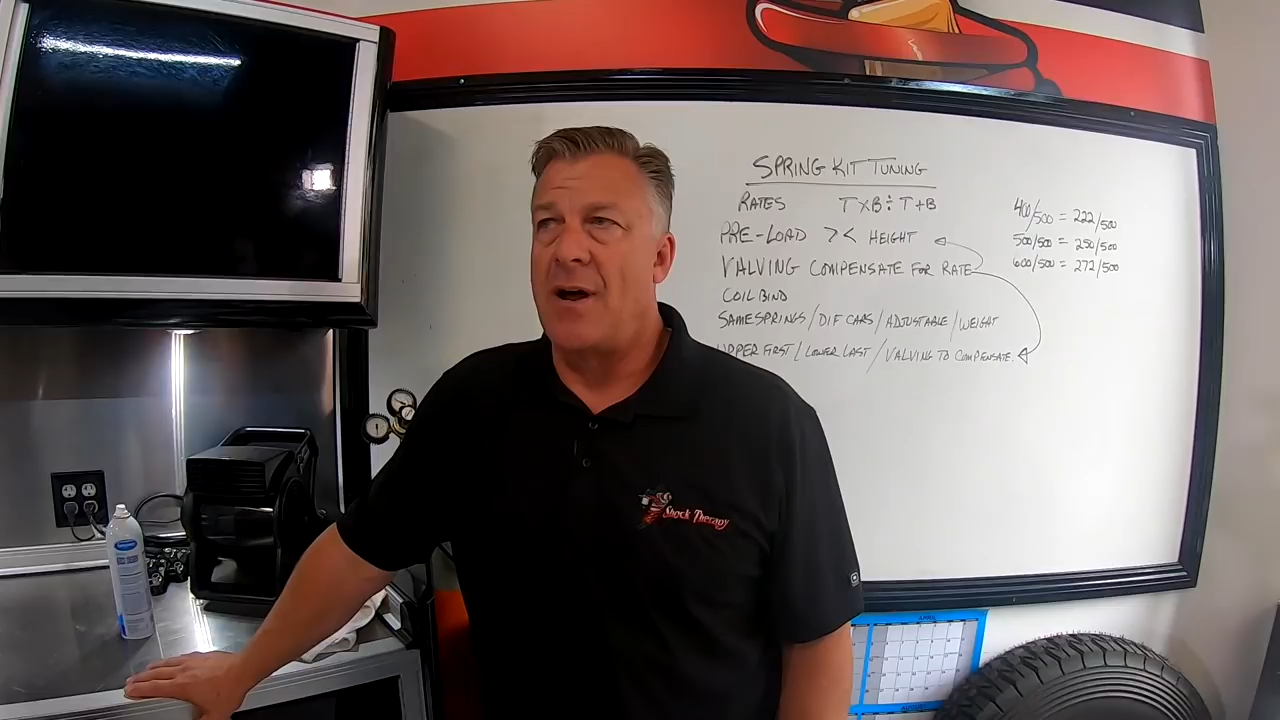 SPRING KIT TUNING
RATES T×B÷T+B
PRE-LOAD >< HEIGHT
VALVING COMPENSATE FOR RATE
COIL BIND
SAME SPRINGS/DIF CARS/ADJUSTABLE/WEIGHT
UPPER FIRST/LOWER LAST/VALVING TO COMPENSATE.
400/500 = 222/500
500/500 = 250/500
600/500 = 272/500
Shock Therapy
APRIL
AUGUST